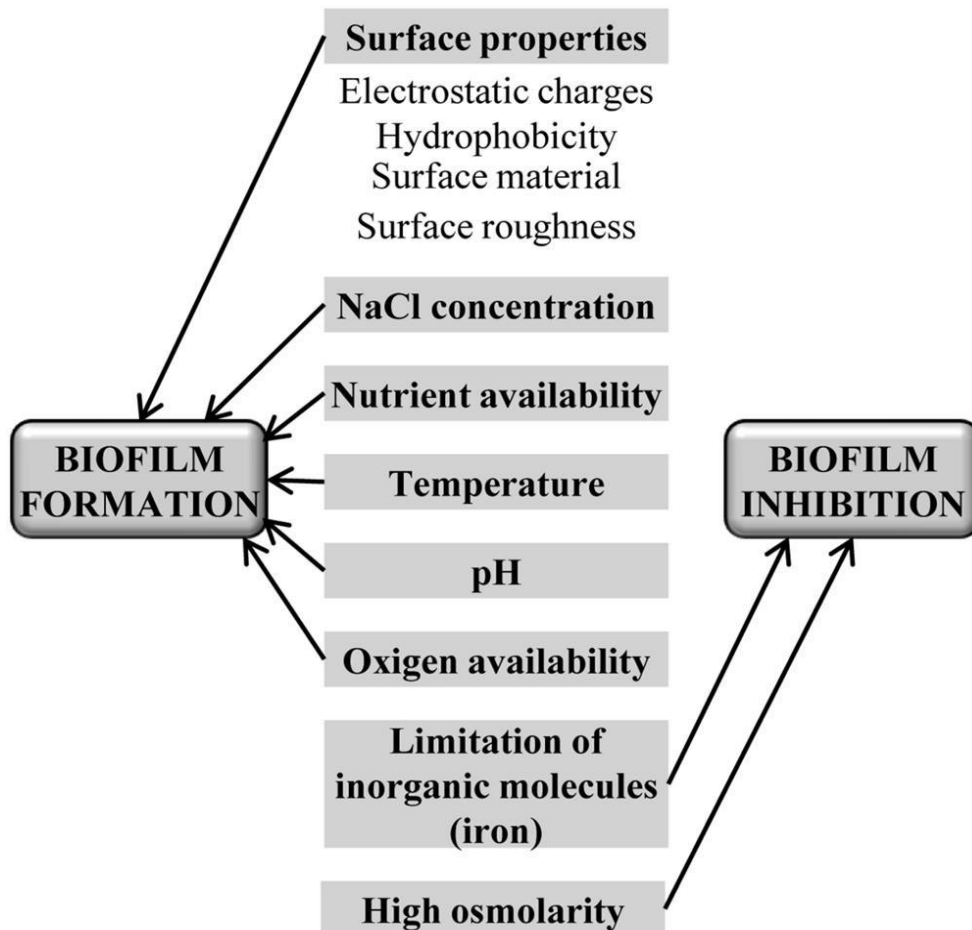 Surface properties
Electrostatic charges
Hydrophobicity
Surface material
Surface roughness
NaCl concentration
Nutrient availability
BIOFILM
FORMATION
Temperature
BIOFILM
INHIBITION
pH
Oxigen availability
Limitation of
inorganic molecules
(iron)
High osmolarity